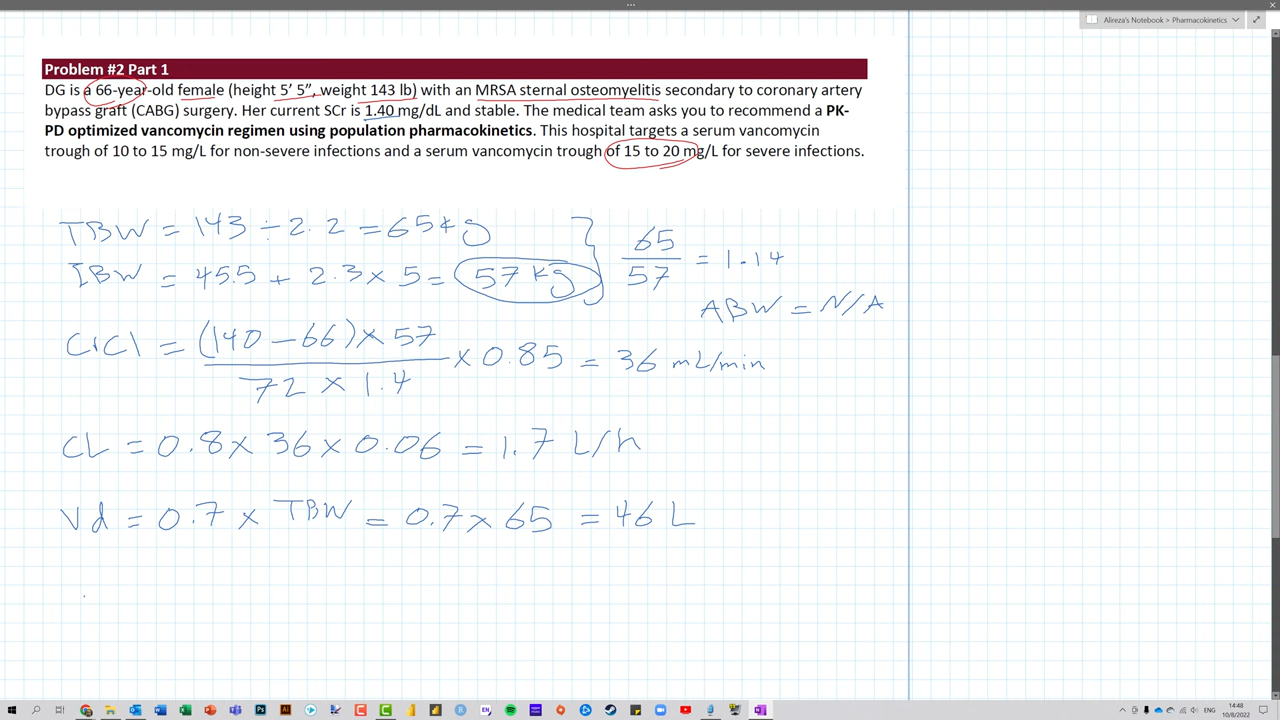 Alireza's Notebook > Pharmacokinetics
Problem #2 Part 1
DG is a 66-year-old female (height 5' 5", weight 143 lb) with an MRSA sternal osteomyelitis secondary to coronary artery
bypass graft (CABG) surgery. Her current SCr is 1.40 mg/dL and stable. The medical team asks you to recommend a PK-
PD optimized vancomycin regimen using population pharmacokinetics. This hospital targets a serum vancomycin
trough of 10 to 15 mg/L for non-severe infections and a serum vancomycin trough of 15 to 20 mg/L for severe infections.
TBW = 143 ÷ 2.2 = 65 kg
IBW = 45.5 + 2.3 × 5 = 57 kg
65
57
= 1.14
ABW = N/A
CrCl = (140 - 66) × 57
72 × 1.4
× 0.85 = 36 mL/min
CL = 0.8 × 36 × 0.06 = 1.7 L/h
Vd = 0.7 × TBW = 0.7 × 65 = 46 L
ENG
14:48
10/8/2022